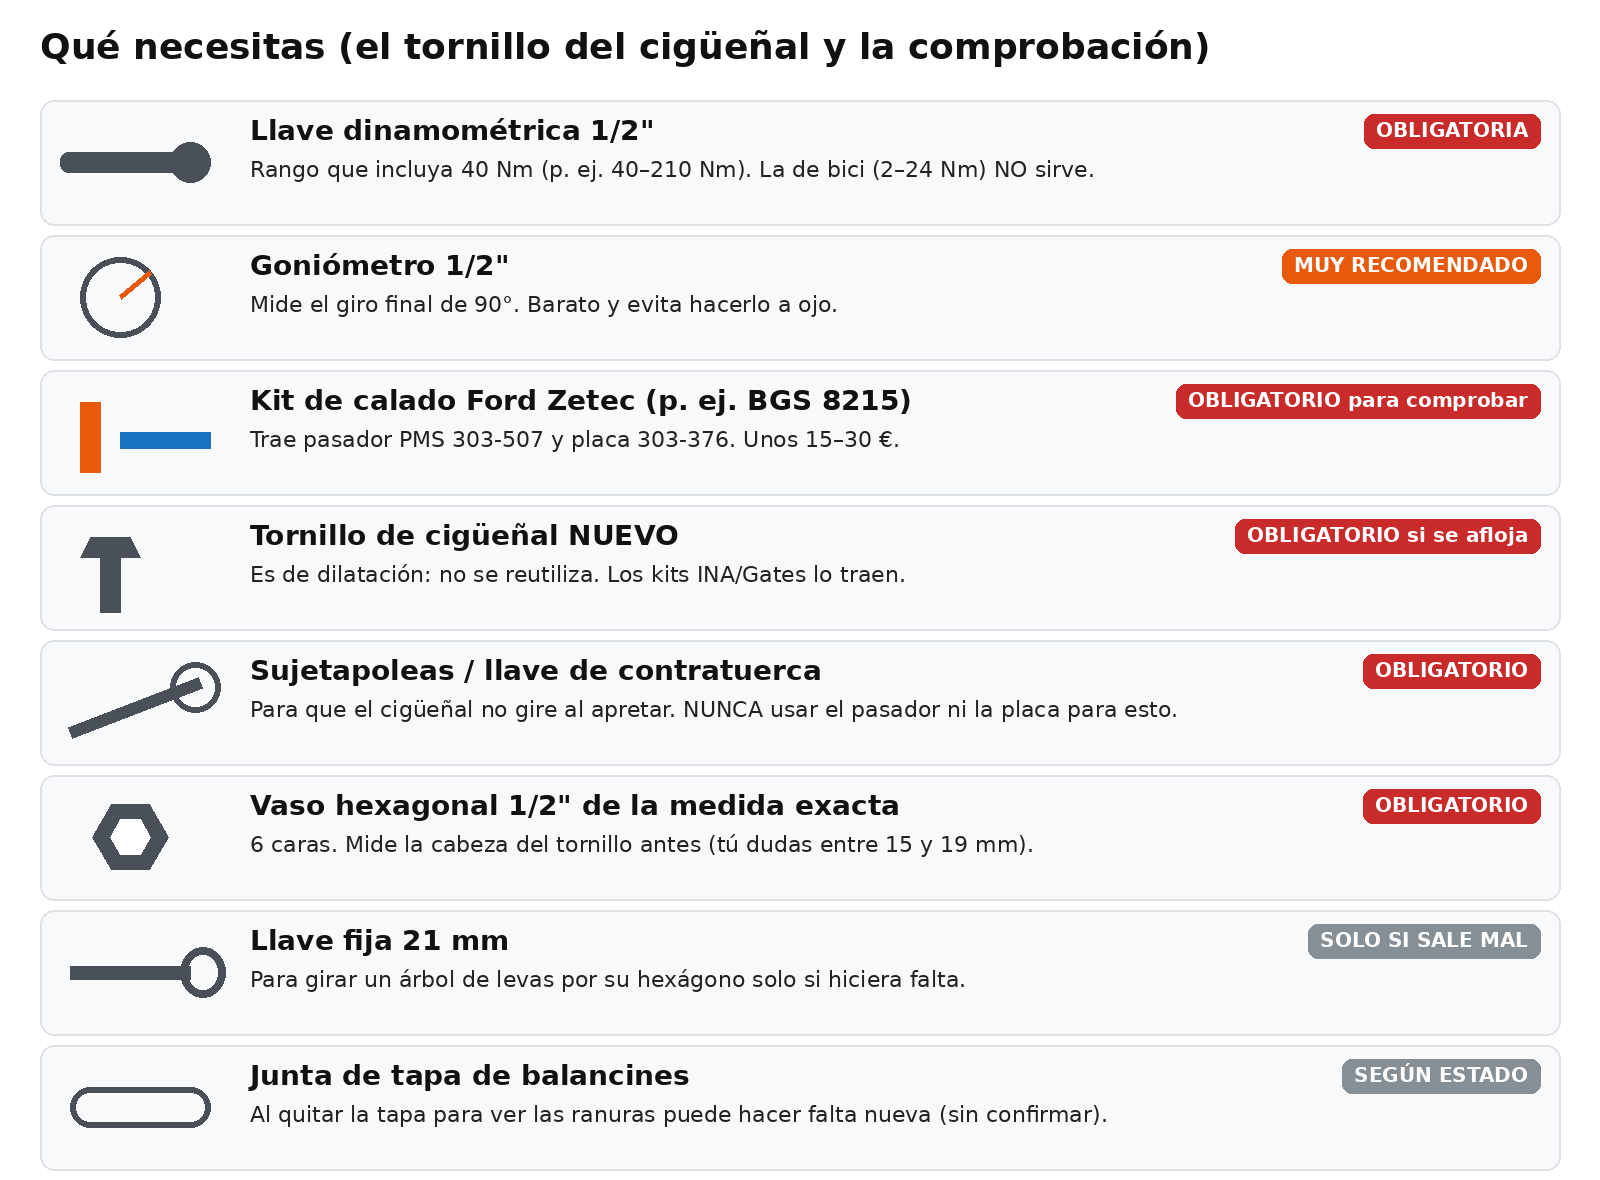 Qué necesitas (el tornillo del cigüeñal y la comprobación)
Llave dinamométrica 1/2"
OBLIGATORIA
Rango que incluya 40 Nm (p. ej. 40–210 Nm). La de bici (2–24 Nm) NO sirve.
Goniómetro 1/2"
MUY RECOMENDADO
Mide el giro final de 90°. Barato y evita hacerlo a ojo.
Kit de calado Ford Zetec (p. ej. BGS 8215)
OBLIGATORIO para comprobar
Trae pasador PMS 303-507 y placa 303-376. Unos 15–30 €.
Tornillo de cigüeñal NUEVO
OBLIGATORIO si se afloja
Es de dilatación: no se reutiliza. Los kits INA/Gates lo traen.
Sujetapoleas / llave de contratuerca
OBLIGATORIO
Para que el cigüeñal no gire al apretar. NUNCA usar el pasador ni la placa para esto.
Vaso hexagonal 1/2" de la medida exacta
OBLIGATORIO
6 caras. Mide la cabeza del tornillo antes (tú dudas entre 15 y 19 mm).
Llave fija 21 mm
SOLO SI SALE MAL
Para girar un árbol de levas por su hexágono solo si hiciera falta.
Junta de tapa de balancines
SEGÚN ESTADO
Al quitar la tapa para ver las ranuras puede hacer falta nueva (sin confirmar).